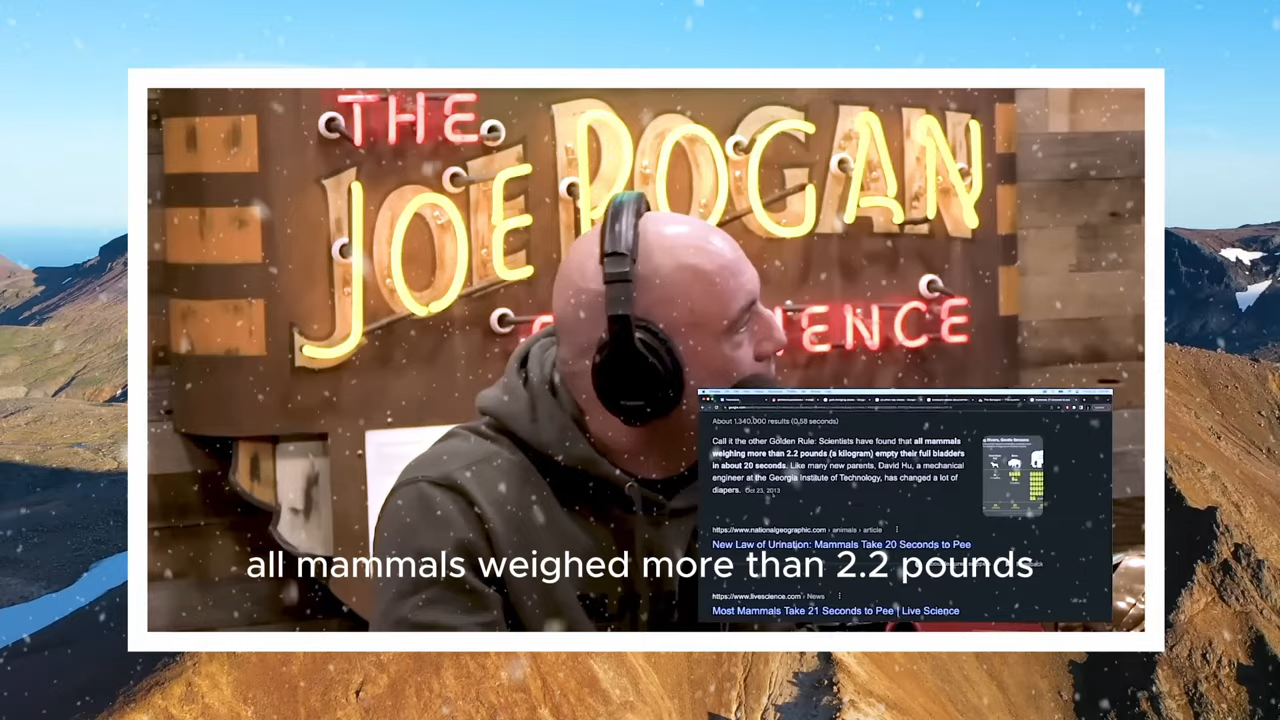 THE
JOE ROGAN
IENCE
About 1,340,000 results (0.58 seconds)
Call it the other Golden Rule: Scientists have found that all mammals
weighing more than 2.2 pounds (a kilogram) empty their full bladders
in about 20 seconds. Like many new parents, David Hu, a mechanical
engineer at the Georgia Institute of Technology, has changed a lot of
diapers. Oct 23, 2013
https://www.nationalgeographic.com › animals › article
New Law of Urination: Mammals Take 20 Seconds to Pee
all mammals weighed more than 2.2 pounds
https://www.livescience.com › News
Most Mammals Take 21 Seconds to Pee | Live Science